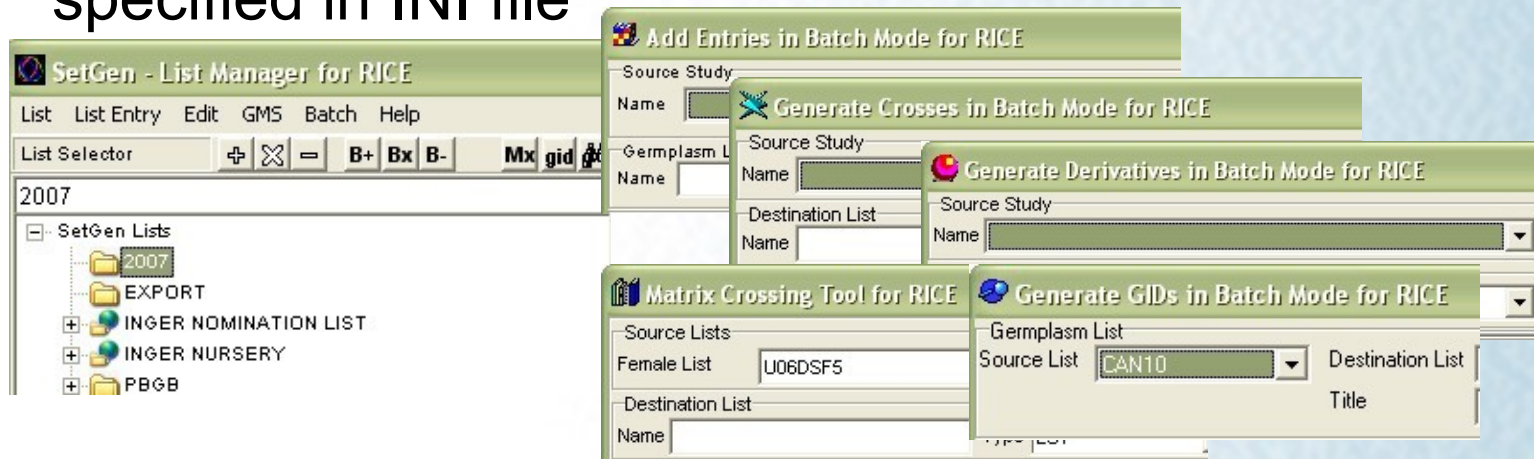 specified in INI file
SetGen - List Manager for RICE
List List Entry Edit GMS Batch Help
List Selector B+ Bx B- Mx gid
2007
SetGen Lists
2007
EXPORT
INGER NOMINATION LIST
INGER NURSERY
PBGB
Add Entries in Batch Mode for RICE
Source Study
Name
Germplasm L
Name
Generate Crosses in Batch Mode for RICE
Source Study
Name
Destination List
Name
Generate Derivatives in Batch Mode for RICE
Source Study
Name
Matrix Crossing Tool for RICE
Source Lists
Female List U06DSF5
Destination List
Name
Generate GIDs in Batch Mode for RICE
Germplasm List
Source List CAN10 Destination List
Title